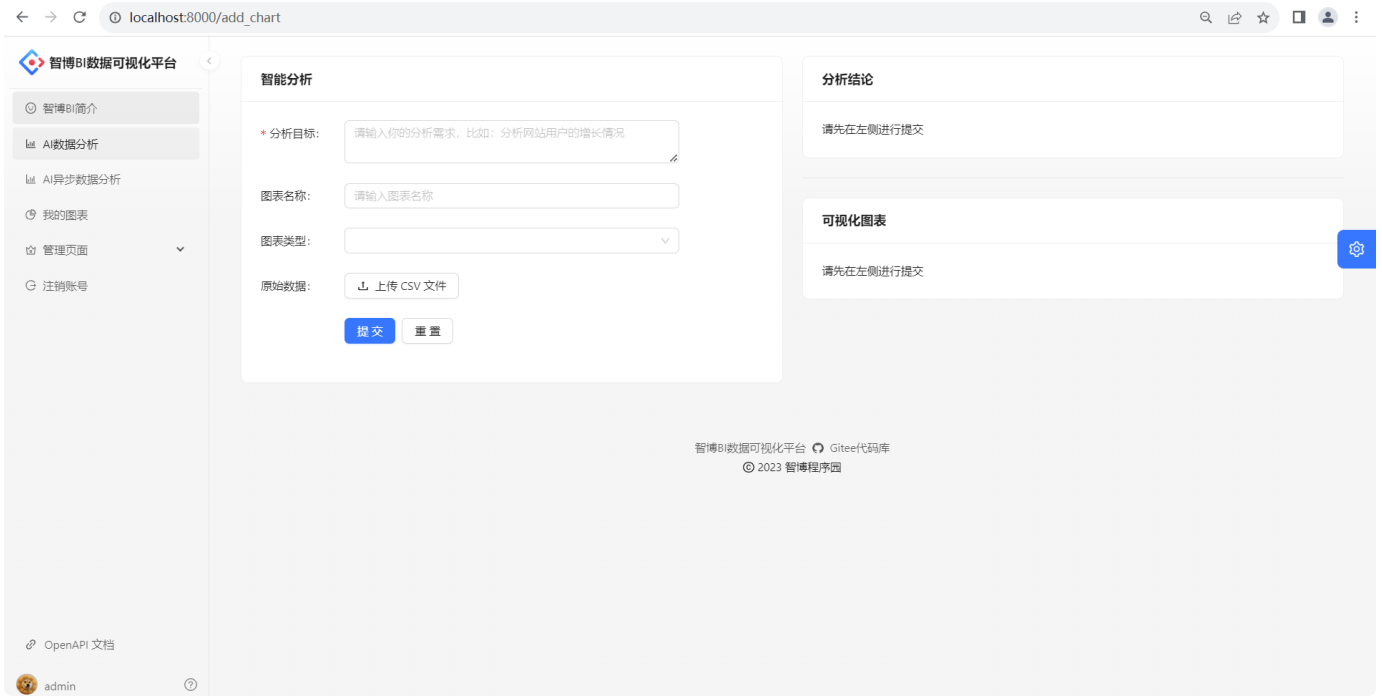 localhost:8000/add_chart
智博BI数据可视化平台
智博BI简介
AI数据分析
AI异步数据分析
我的图表
管理页面
注销账号
OpenAPI 文档
admin
智能分析
* 分析目标:
请输入你的分析需求，比如：分析网站用户的增长情况
图表名称:
请输入图表名称
图表类型:
原始数据:
上传 CSV 文件
提 交
重 置
分析结论
请先在左侧进行提交
可视化图表
请先在左侧进行提交
智博BI数据可视化平台 Gitee代码库
© 2023 智博程序园